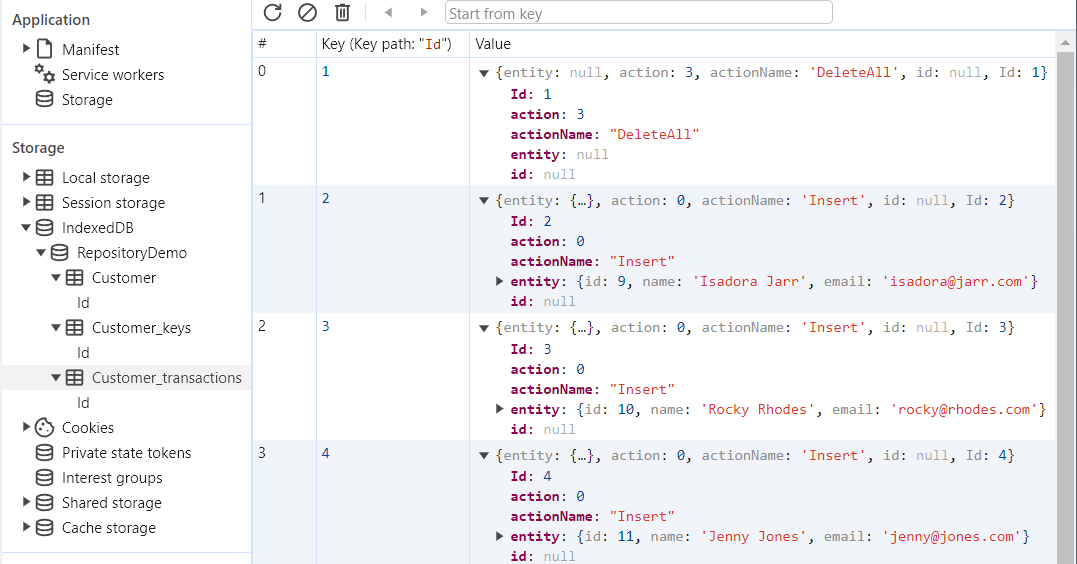 Application
Manifest
Service workers
Storage
Storage
Local storage
Session storage
IndexedDB
RepositoryDemo
Customer
Id
Customer_keys
Id
Customer_transactions
Id
Cookies
Private state tokens
Interest groups
Shared storage
Cache storage
Start from key
# Key (Key path: "Id") Value
0 1 {entity: null, action: 3, actionName: 'DeleteAll', id: null, Id: 1}
Id: 1
action: 3
actionName: "DeleteAll"
entity: null
id: null
1 2 {entity: {…}, action: 0, actionName: 'Insert', id: null, Id: 2}
Id: 2
action: 0
actionName: "Insert"
entity: {id: 9, name: 'Isadora Jarr', email: 'isadora@jarr.com'}
id: null
2 3 {entity: {…}, action: 0, actionName: 'Insert', id: null, Id: 3}
Id: 3
action: 0
actionName: "Insert"
entity: {id: 10, name: 'Rocky Rhodes', email: 'rocky@rhodes.com'}
id: null
3 4 {entity: {…}, action: 0, actionName: 'Insert', id: null, Id: 4}
Id: 4
action: 0
actionName: "Insert"
entity: {id: 11, name: 'Jenny Jones', email: 'jenny@jones.com'}
id: null